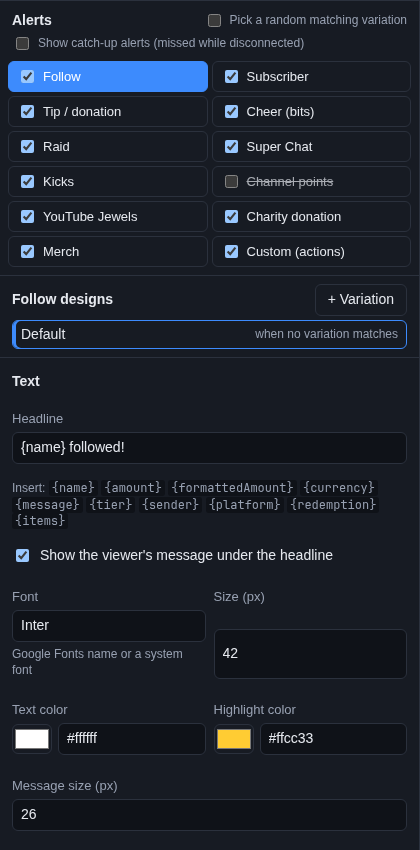 Alerts
Pick a random matching variation
Show catch-up alerts (missed while disconnected)
Follow
Subscriber
Tip / donation
Cheer (bits)
Raid
Super Chat
Kicks
Channel points
YouTube Jewels
Charity donation
Merch
Custom (actions)
Follow designs
+ Variation
Default
when no variation matches
Text
Headline
{name} followed!
Insert: {name} {amount} {formattedAmount} {currency}
{message} {tier} {sender} {platform} {redemption}
{items}
Show the viewer's message under the headline
Font
Size (px)
Inter
42
Google Fonts name or a system
font
Text color
Highlight color
#ffffff
#ffcc33
Message size (px)
26